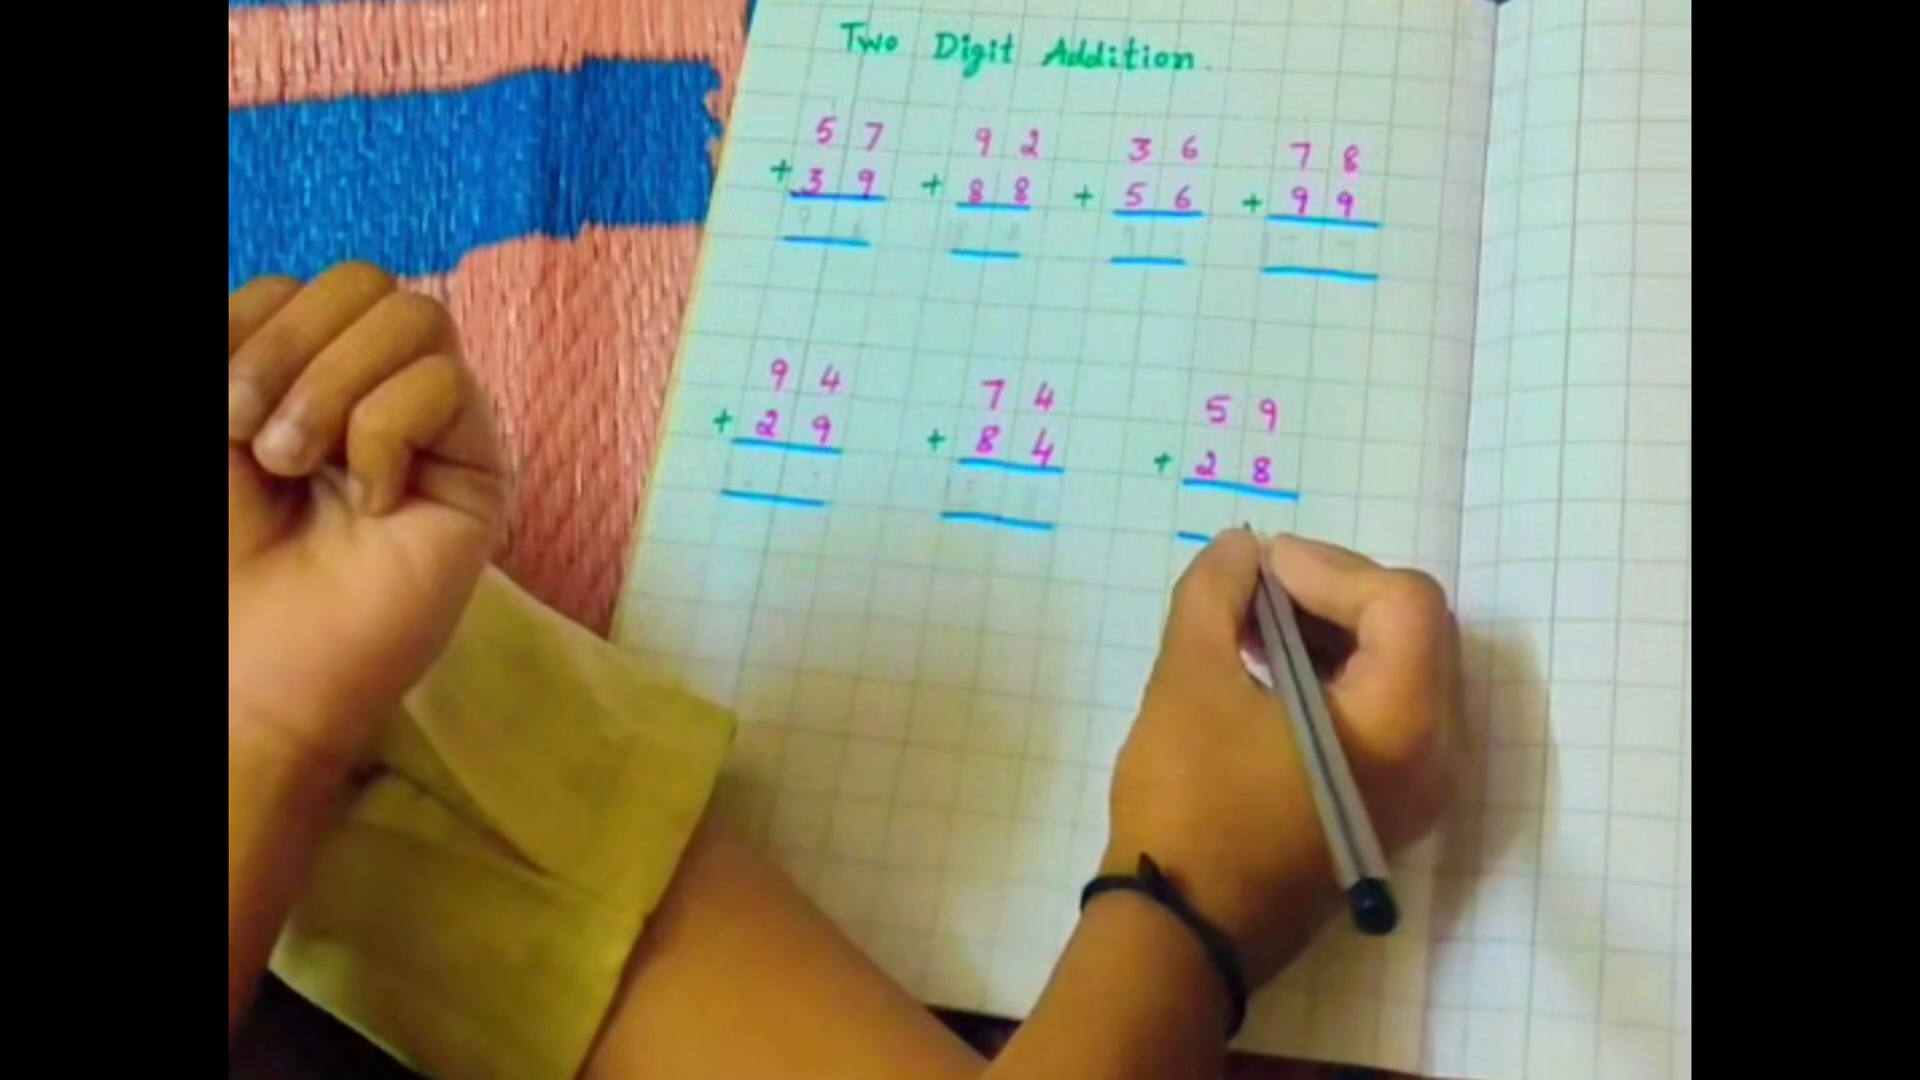 Two Digit Addition.
57 92 36 78
+39 +88 +56 +99
94 74 59
+29 +84 +28